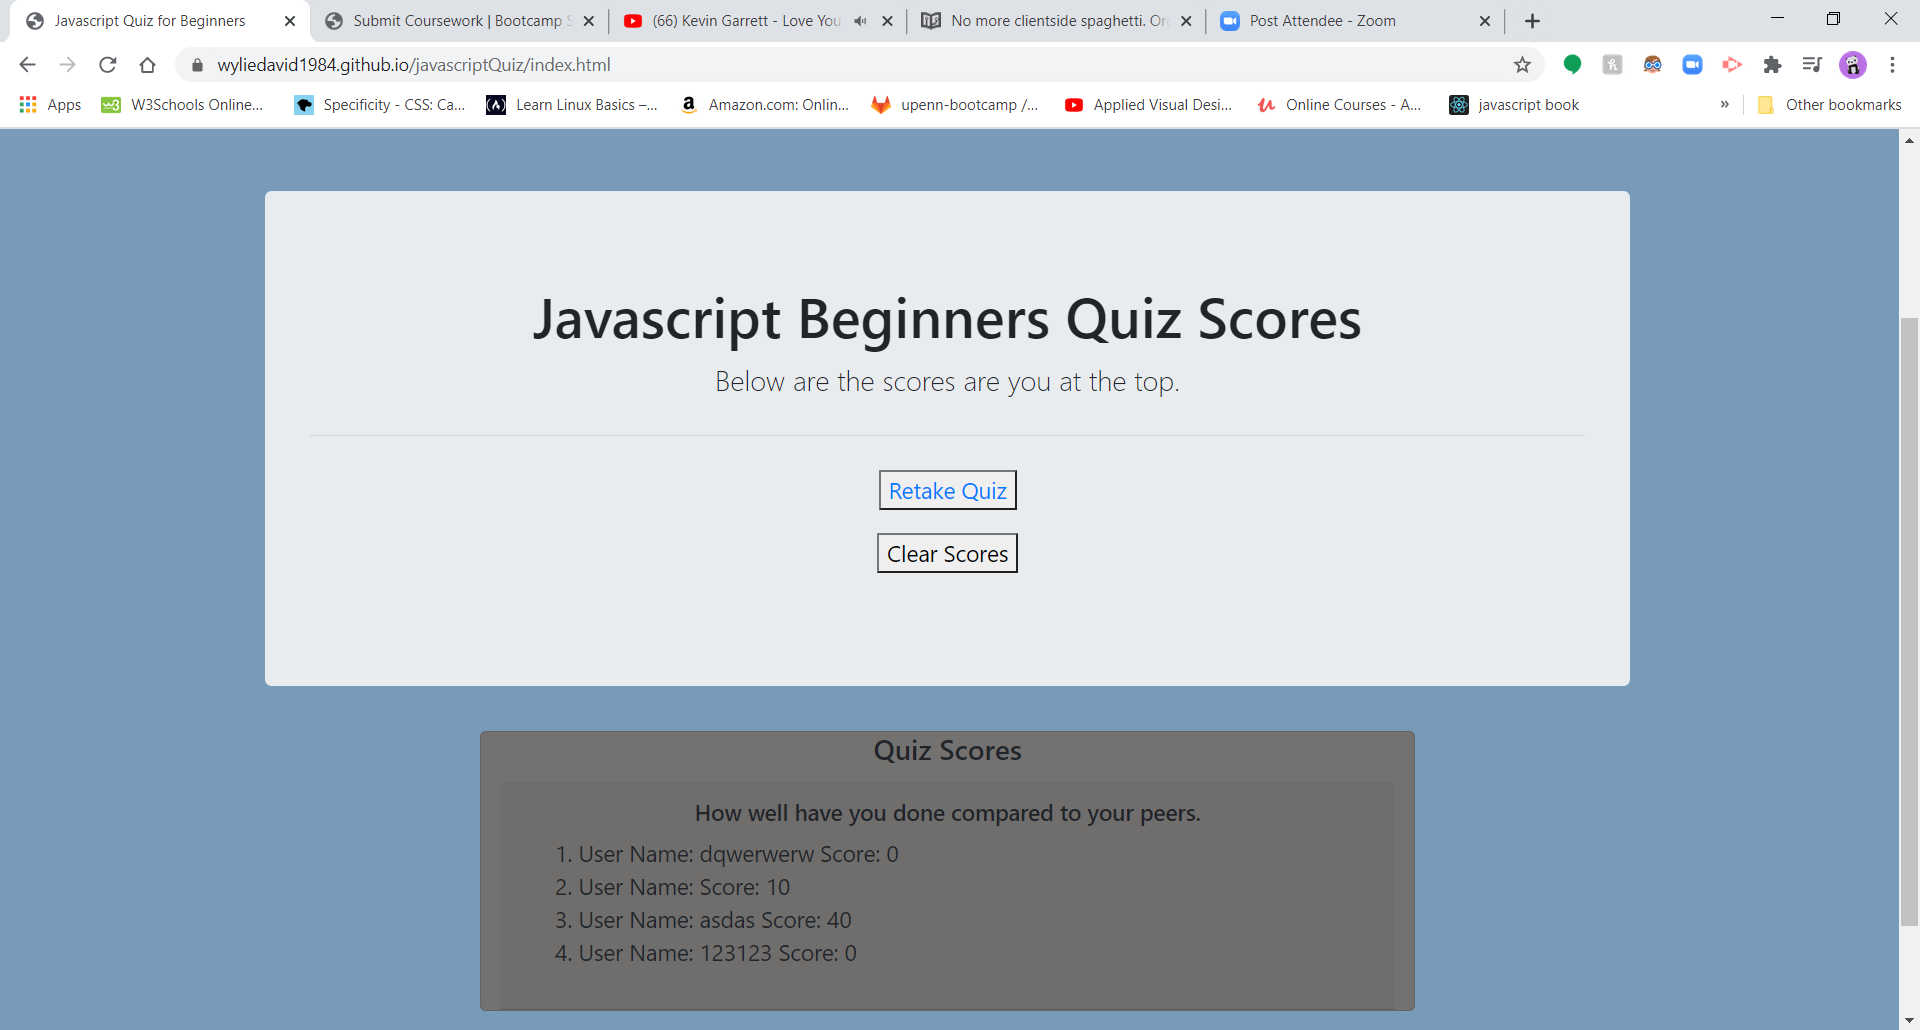 Javascript Quiz for Beginners
Submit Coursework | Bootcamp S
(66) Kevin Garrett - Love You
No more clientside spaghetti. Or
Post Attendee - Zoom
wyliedavid1984.github.io/javascriptQuiz/index.html
Apps
W3Schools Online...
Specificity - CSS: Ca...
Learn Linux Basics –...
Amazon.com: Onlin...
upenn-bootcamp /...
Applied Visual Desi...
Online Courses - A...
javascript book
»
Other bookmarks
Javascript Beginners Quiz Scores
Below are the scores are you at the top.
Retake Quiz
Clear Scores
Quiz Scores
How well have you done compared to your peers.
1. User Name: dqwerwerw Score: 0
2. User Name: Score: 10
3. User Name: asdas Score: 40
4. User Name: 123123 Score: 0